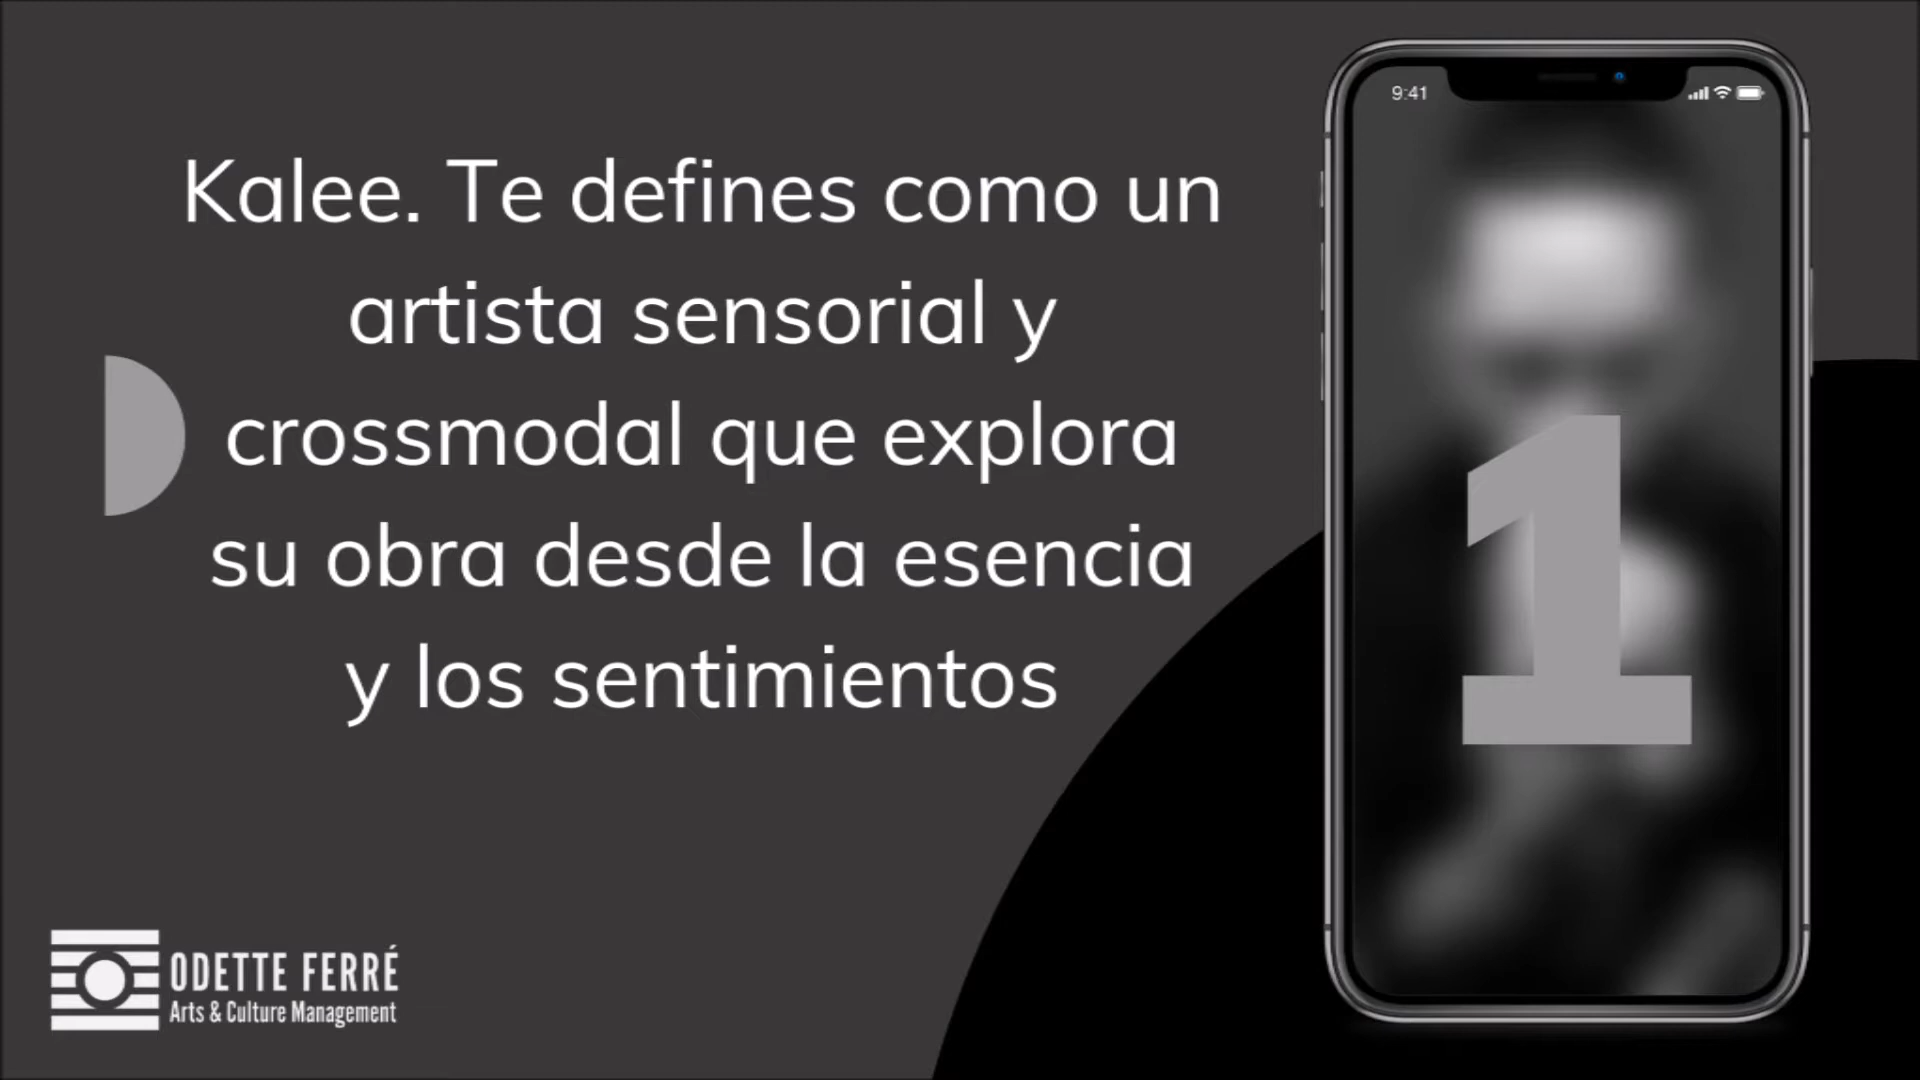 Kalee. Te defines como un
artista sensorial y
crossmodal que explora
su obra desde la esencia
y los sentimientos
9:41
1
ODETTE FERRÉ
Arts & Culture Management